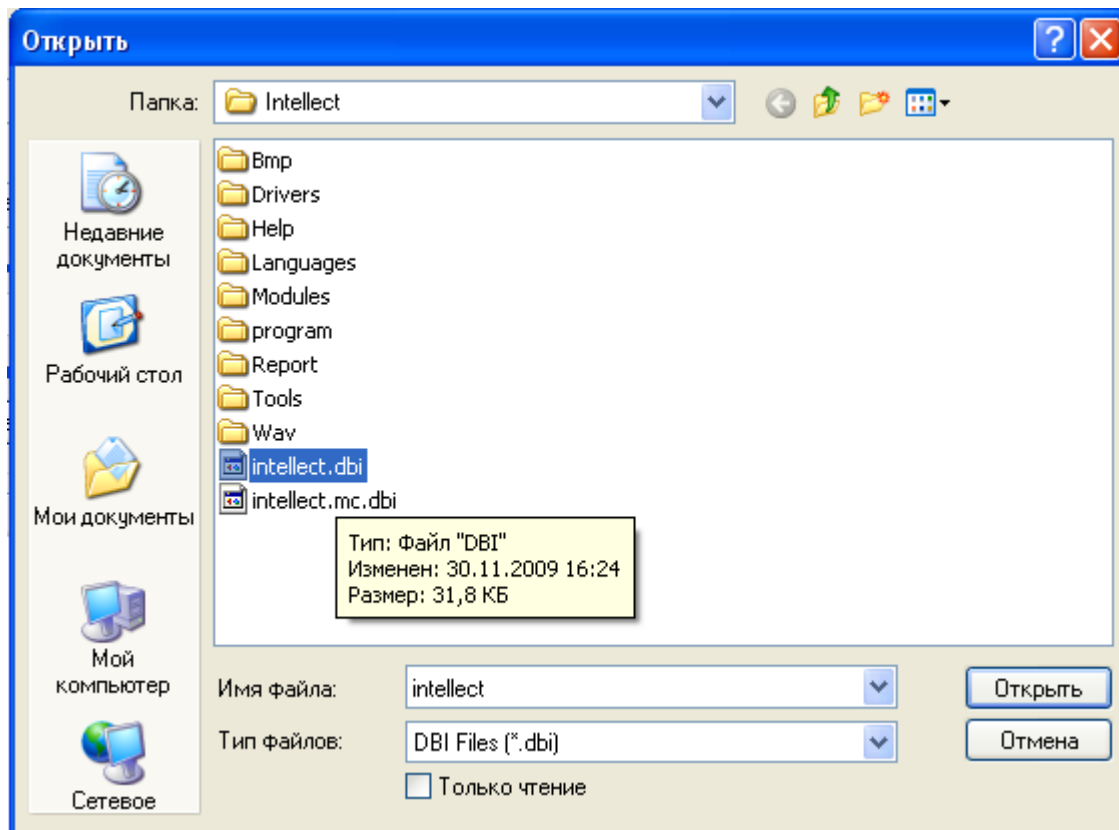 Открыть
Папка:
Intellect
Недавние
документы
Рабочий стол
Мои документы
Мой
компьютер
Сетевое
Bmp
Drivers
Help
Languages
Modules
program
Report
Tools
Wav
intellect.dbi
intellect.mc.dbi
Тип: Файл "DBI"
Изменен: 30.11.2009 16:24
Размер: 31,8 КБ
Имя файла:
intellect
Открыть
Тип файлов:
DBI Files (*.dbi)
Отмена
Только чтение